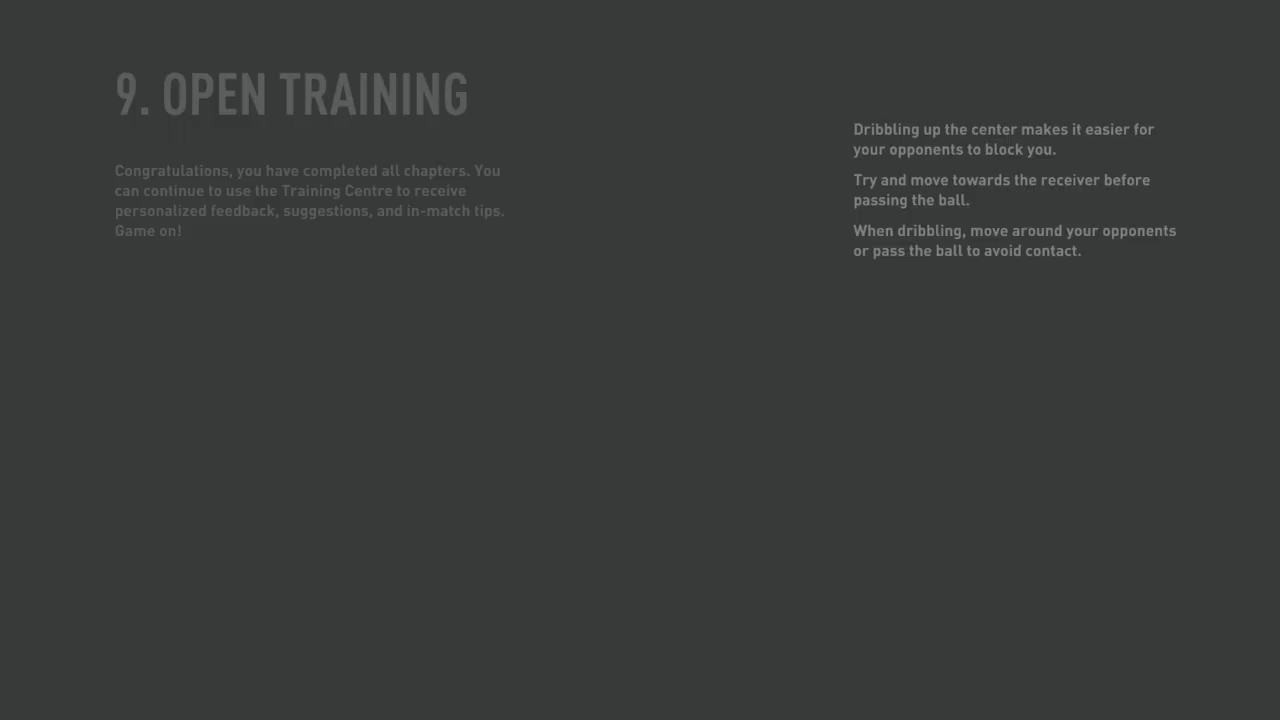 9. OPEN TRAINING
Congratulations, you have completed all chapters. You
can continue to use the Training Centre to receive
personalized feedback, suggestions, and in-match tips.
Game on!
Dribbling up the center makes it easier for
your opponents to block you.
Try and move towards the receiver before
passing the ball.
When dribbling, move around your opponents
or pass the ball to avoid contact.